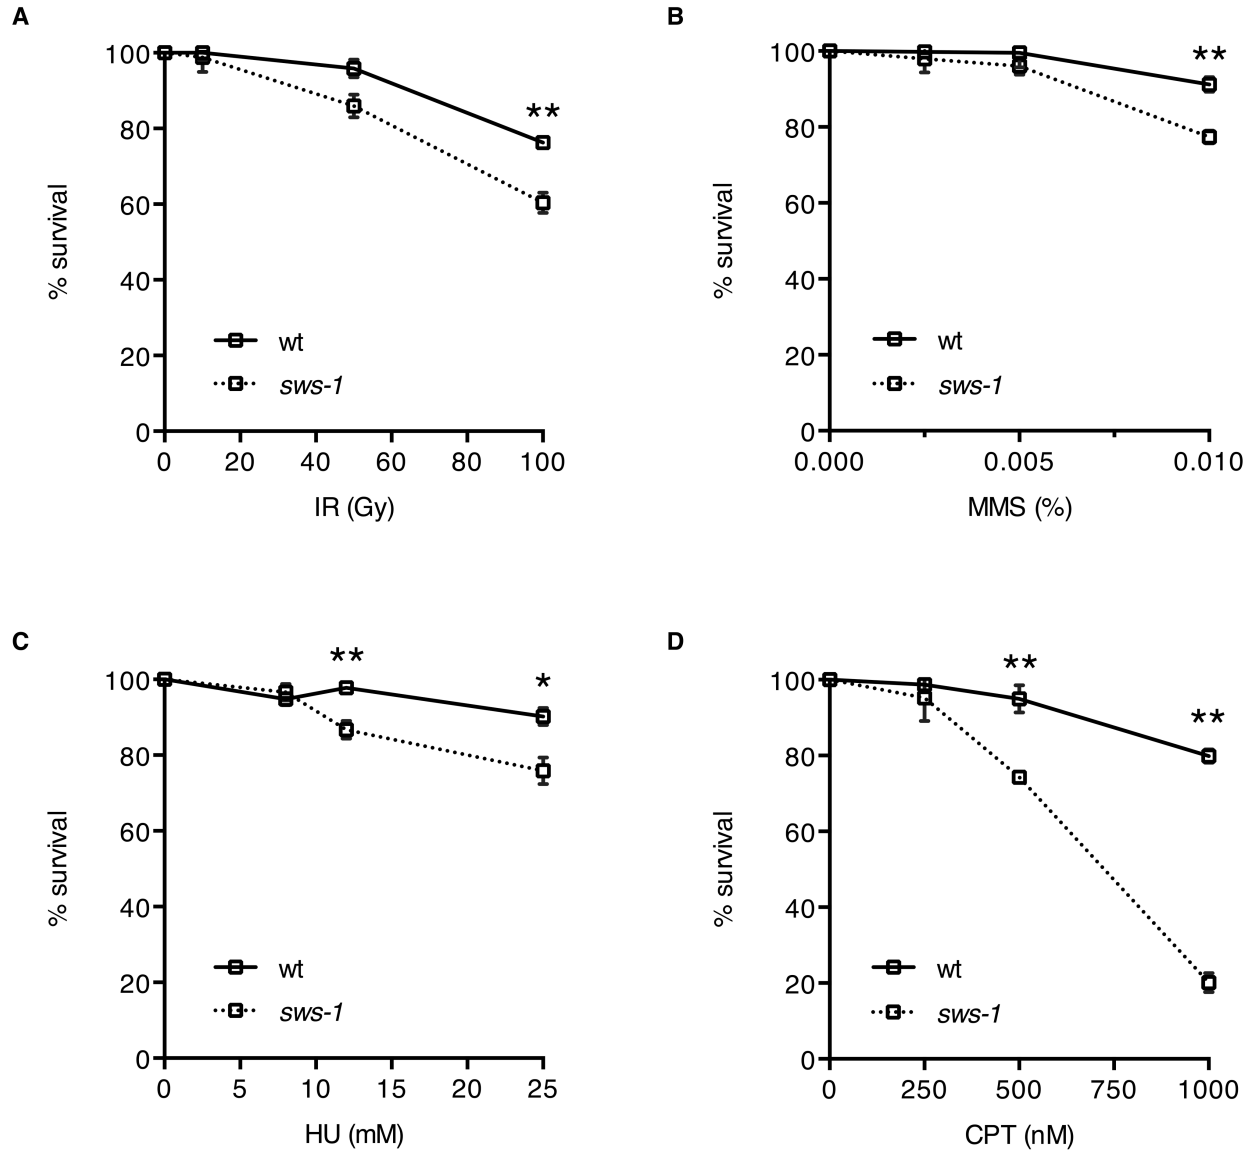 A
% survival
100
80
60
40
20
0
**
wt
sws-1
0 20 40 60 80 100
IR (Gy)
B
% survival
100
80
60
40
20
0
**
wt
sws-1
0.000 0.005 0.010
MMS (%)
C
% survival
100
80
60
40
20
0
**
*
wt
sws-1
0 5 10 15 20 25
HU (mM)
D
% survival
100
80
60
40
20
0
**
**
wt
sws-1
0 250 500 750 1000
CPT (nM)